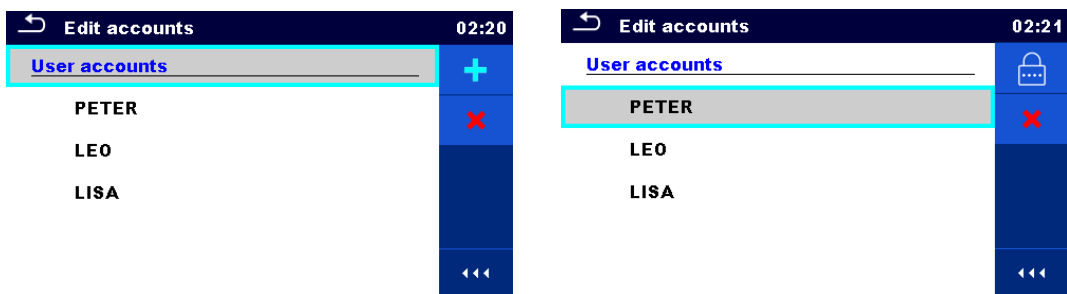 Edit accounts 02:20
User accounts
PETER
LEO
LISA
Edit accounts 02:21
User accounts
PETER
LEO
LISA